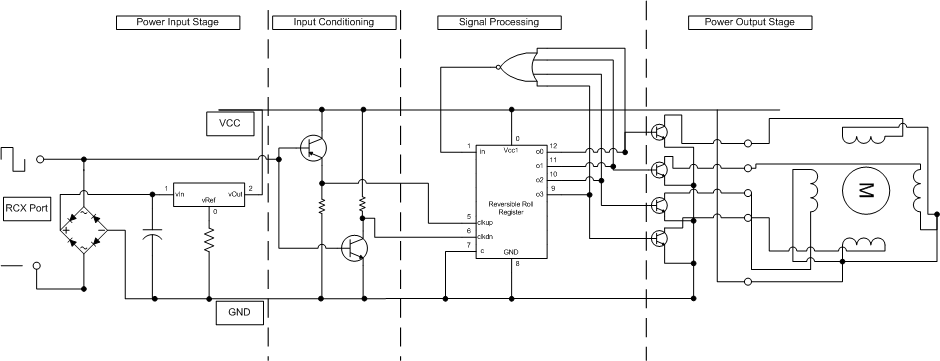 Power Input Stage
Input Conditioning
Signal Processing
Power Output Stage
VCC
RCX Port
1
vIn
vOut
2
vRef
0
GND
0
1
in
Vcc1
o0
12
o1
11
o2
10
o3
9
Reversible Roll
Register
5
clkup
6
clkdn
7
c
GND
8
M